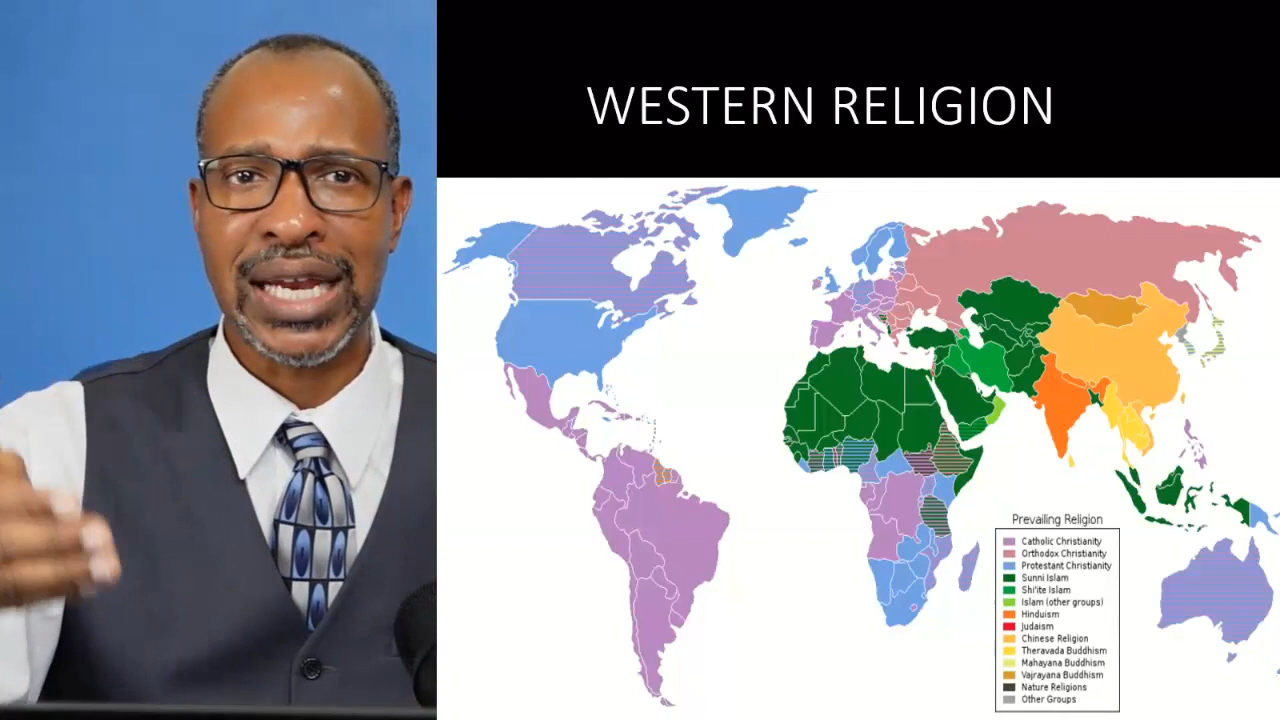 WESTERN RELIGION
Prevailing Religion
Catholic Christianity
Orthodox Christianity
Protestant Christianity
Sunni Islam
Shi'ite Islam
Islam (other groups)
Hinduism
Judaism
Chinese Religion
Theravada Buddhism
Mahayana Buddhism
Vajrayana Buddhism
Nature Religions
Other Groups